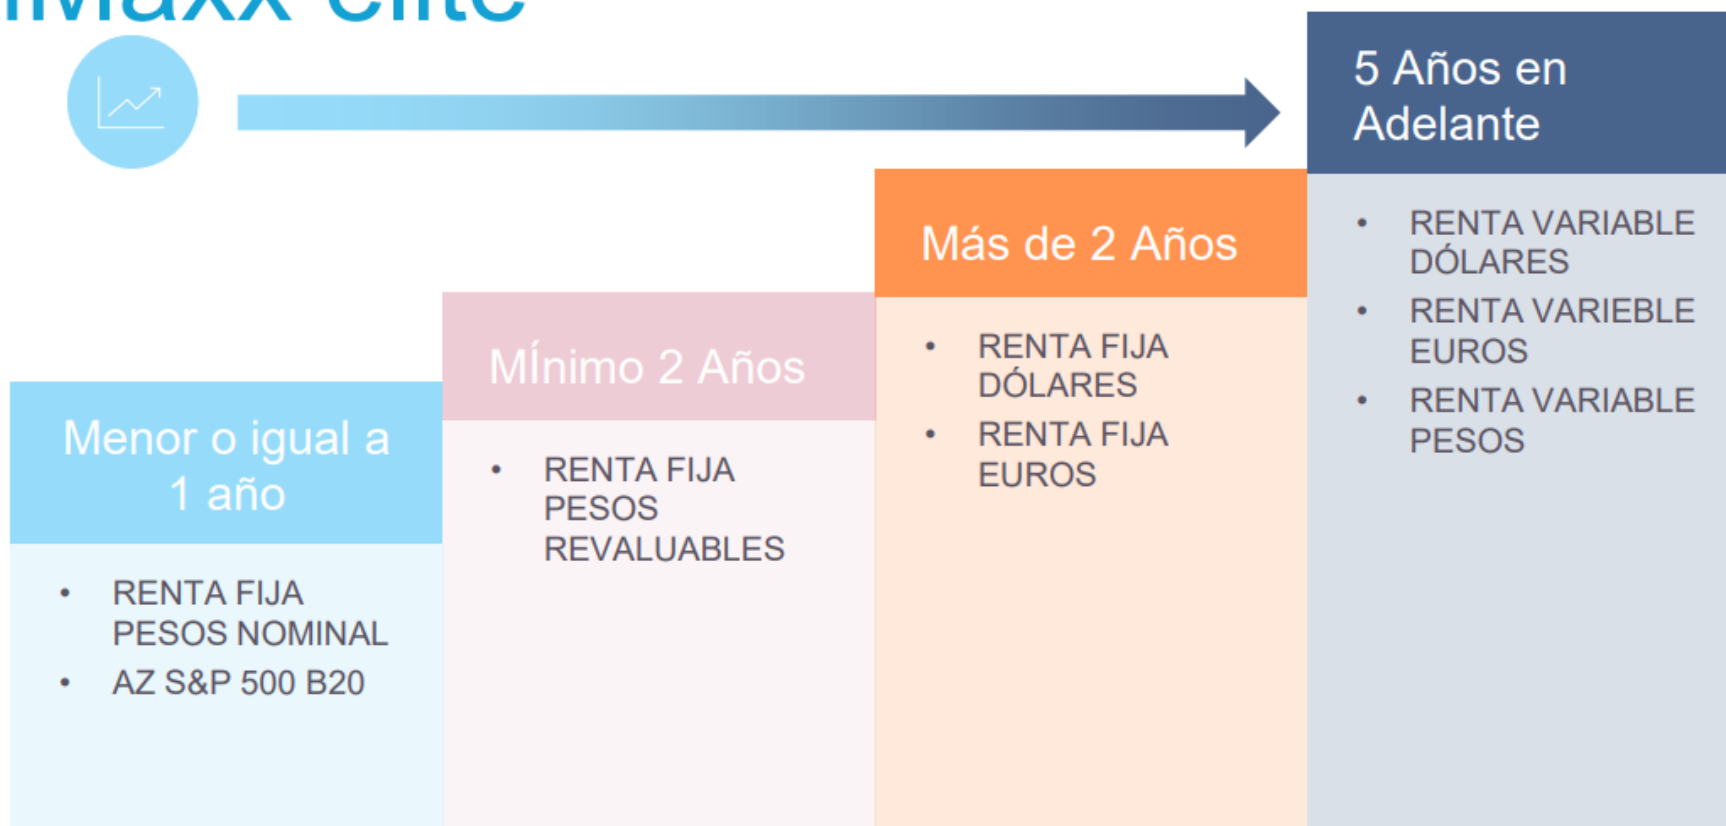 Maxx elite
5 Años en
Adelante
Más de 2 Años
MÍnimo 2 Años
Menor o igual a
1 año
• RENTA FIJA
PESOS NOMINAL
• AZ S&P 500 B20
• RENTA FIJA
PESOS
REVALUABLES
• RENTA FIJA
DÓLARES
• RENTA FIJA
EUROS
• RENTA VARIABLE
DÓLARES
• RENTA VARIEBLE
EUROS
• RENTA VARIABLE
PESOS